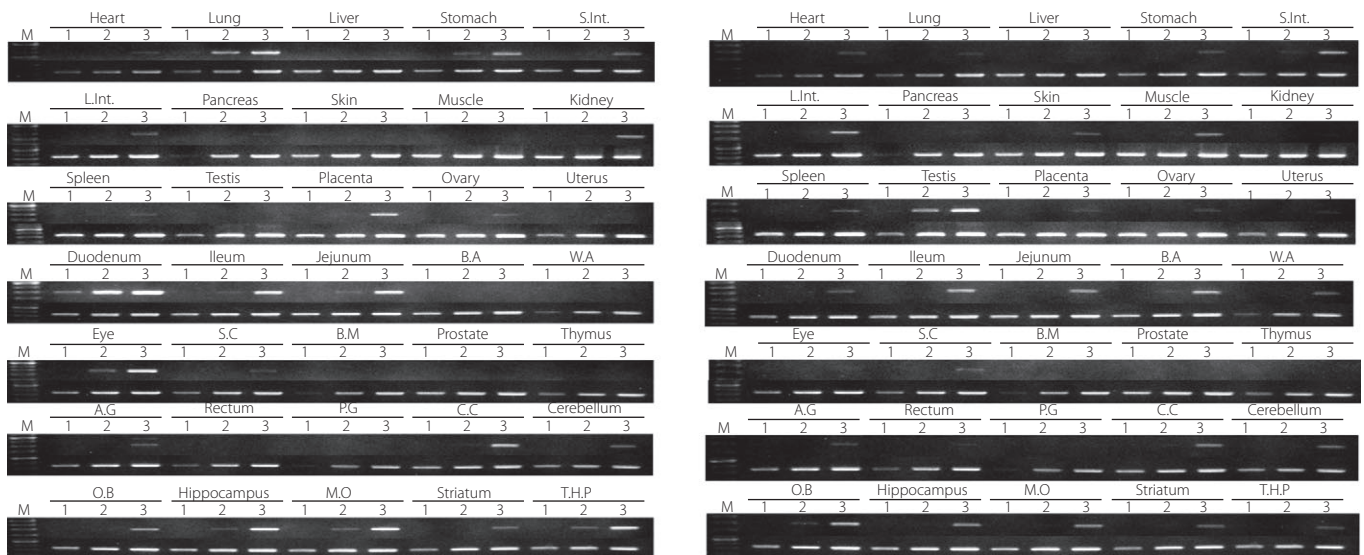 Heart Lung Liver Stomach S.Int.
M 1 2 3 1 2 3 1 2 3 1 2 3 1 2 3
L.Int. Pancreas Skin Muscle Kidney
M 1 2 3 1 2 3 1 2 3 1 2 3 1 2 3
Spleen Testis Placenta Ovary Uterus
M 1 2 3 1 2 3 1 2 3 1 2 3 1 2 3
Duodenum Ileum Jejunum B.A W.A
M 1 2 3 1 2 3 1 2 3 1 2 3 1 2 3
Eye S.C B.M Prostate Thymus
M 1 2 3 1 2 3 1 2 3 1 2 3 1 2 3
A.G Rectum P.G C.C Cerebellum
M 1 2 3 1 2 3 1 2 3 1 2 3 1 2 3
O.B Hippocampus M.O Striatum T.H.P
M 1 2 3 1 2 3 1 2 3 1 2 3 1 2 3
Heart Lung Liver Stomach S.Int.
M 1 2 3 1 2 3 1 2 3 1 2 3 1 2 3
L.Int. Pancreas Skin Muscle Kidney
M 1 2 3 1 2 3 1 2 3 1 2 3 1 2 3
Spleen Testis Placenta Ovary Uterus
M 1 2 3 1 2 3 1 2 3 1 2 3 1 2 3
Duodenum Ileum Jejunum B.A W.A
M 1 2 3 1 2 3 1 2 3 1 2 3 1 2 3
Eye S.C B.M Prostate Thymus
M 1 2 3 1 2 3 1 2 3 1 2 3 1 2 3
A.G Rectum P.G C.C Cerebellum
M 1 2 3 1 2 3 1 2 3 1 2 3 1 2 3
O.B Hippocampus M.O Striatum T.H.P
M 1 2 3 1 2 3 1 2 3 1 2 3 1 2 3